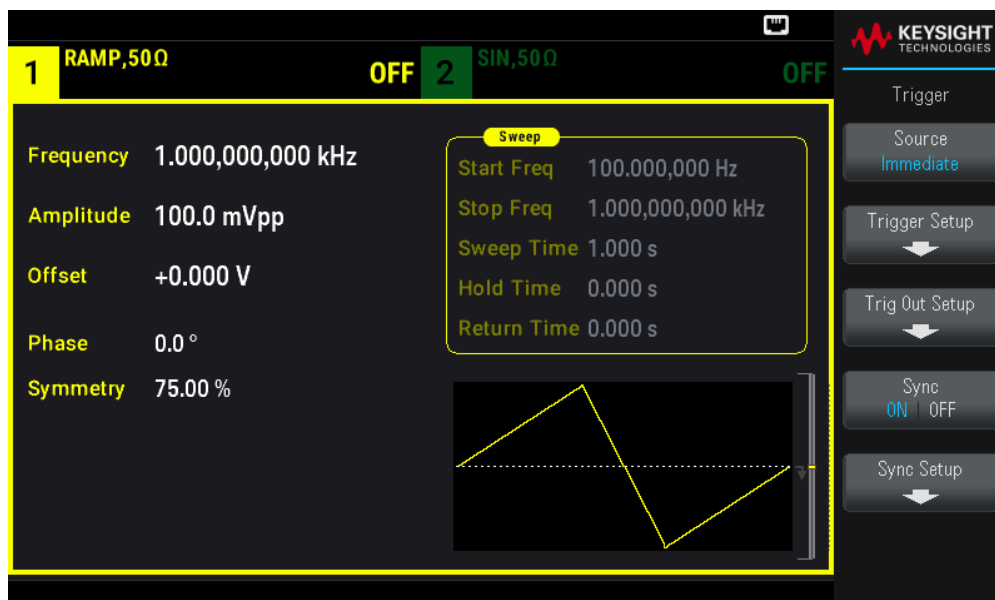 1 RAMP,50Ω OFF 2 SIN,50Ω OFF
KEYSIGHT
TECHNOLOGIES
Trigger
Frequency 1.000,000,000 kHz
Amplitude 100.0 mVpp
Offset +0.000 V
Phase 0.0 °
Symmetry 75.00 %
Sweep
Start Freq 100.000,000 Hz
Stop Freq 1.000,000,000 kHz
Sweep Time 1.000 s
Hold Time 0.000 s
Return Time 0.000 s
Source
Immediate
Trigger Setup
Trig Out Setup
Sync
ON | OFF
Sync Setup